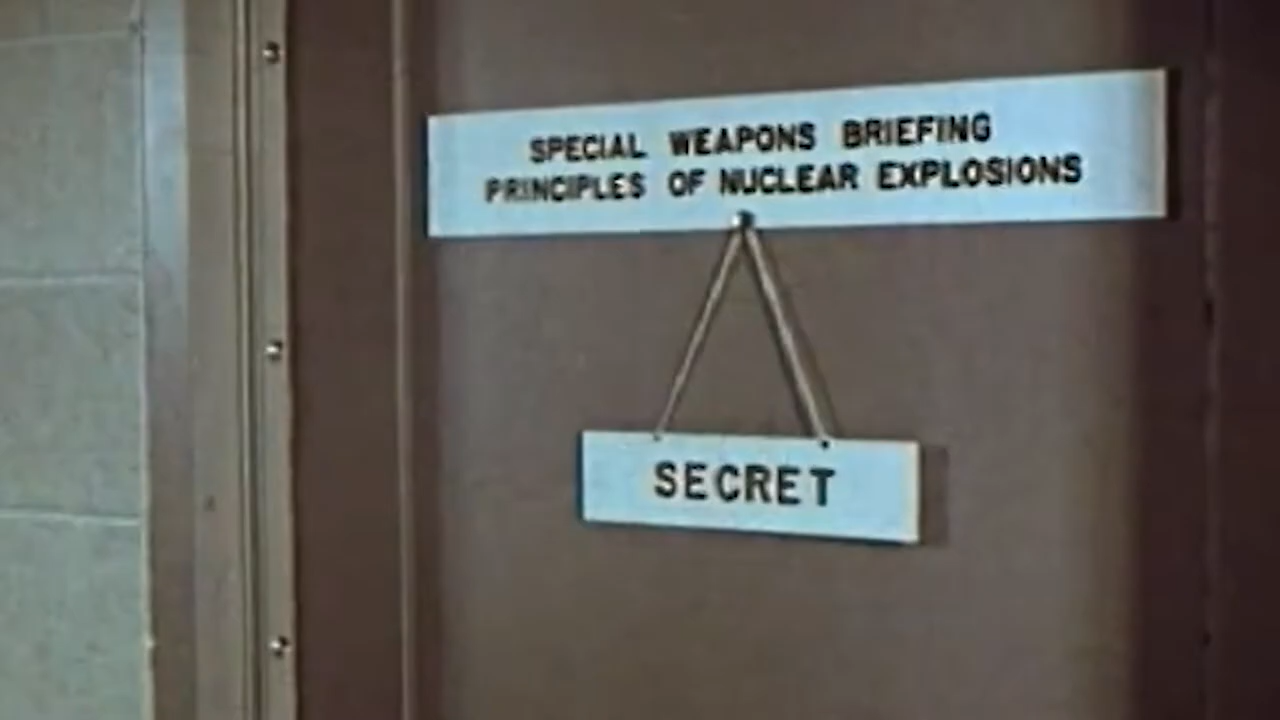 SPECIAL WEAPONS BRIEFING
PRINCIPLES OF NUCLEAR EXPLOSIONS
SECRET